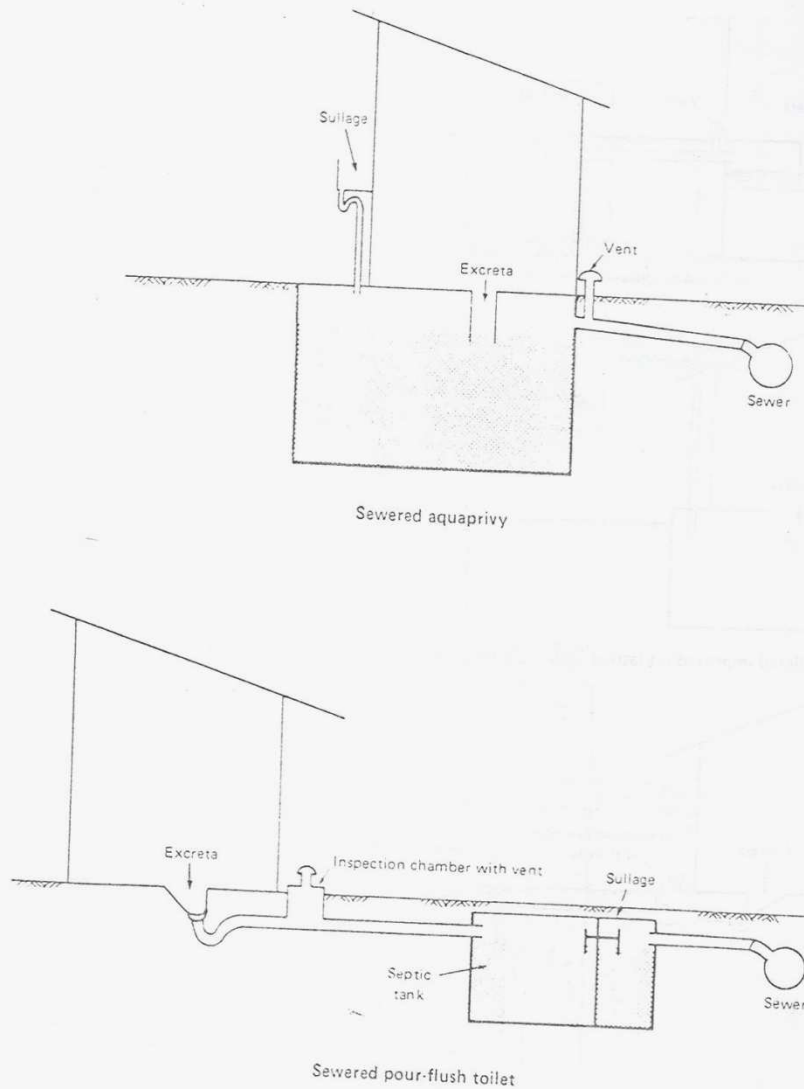 Sullage
Vent
Excreta
Sewer
Sewered aquaprivy
Excreta
Inspection chamber with vent
Sullage
Septic
tank
Sewer
Sewered pour-flush toilet